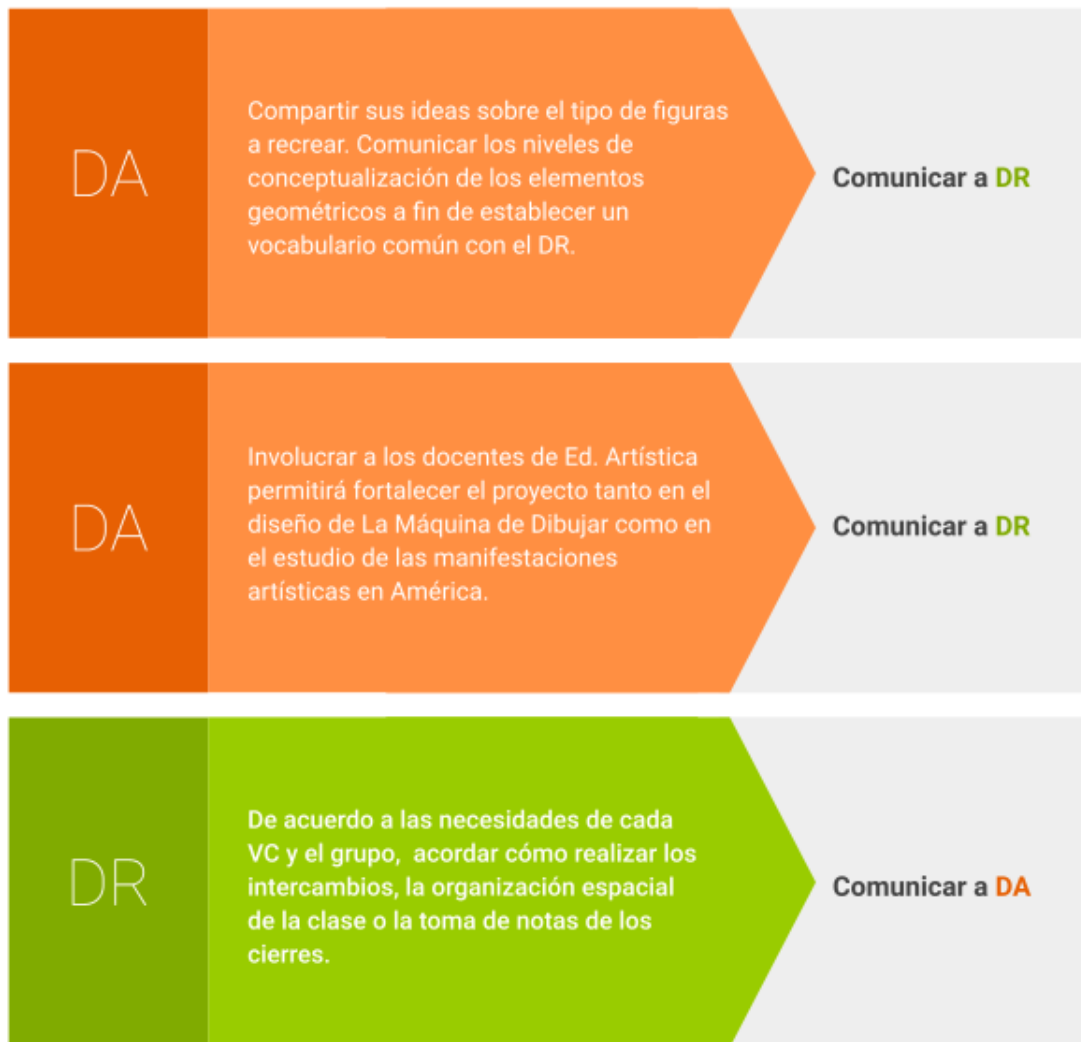 DA
Compartir sus ideas sobre el tipo de figuras
a recrear. Comunicar los niveles de
conceptualización de los elementos
geométricos a fin de establecer un
vocabulario común con el DR.
Comunicar a DR
DA
Involucrar a los docentes de Ed. Artística
permitirá fortalecer el proyecto tanto en el
diseño de La Máquina de Dibujar como en
el estudio de las manifestaciones
artísticas en América.
Comunicar a DR
DR
De acuerdo a las necesidades de cada
VC y el grupo, acordar cómo realizar los
intercambios, la organización espacial
de la clase o la toma de notas de los
cierres.
Comunicar a DA